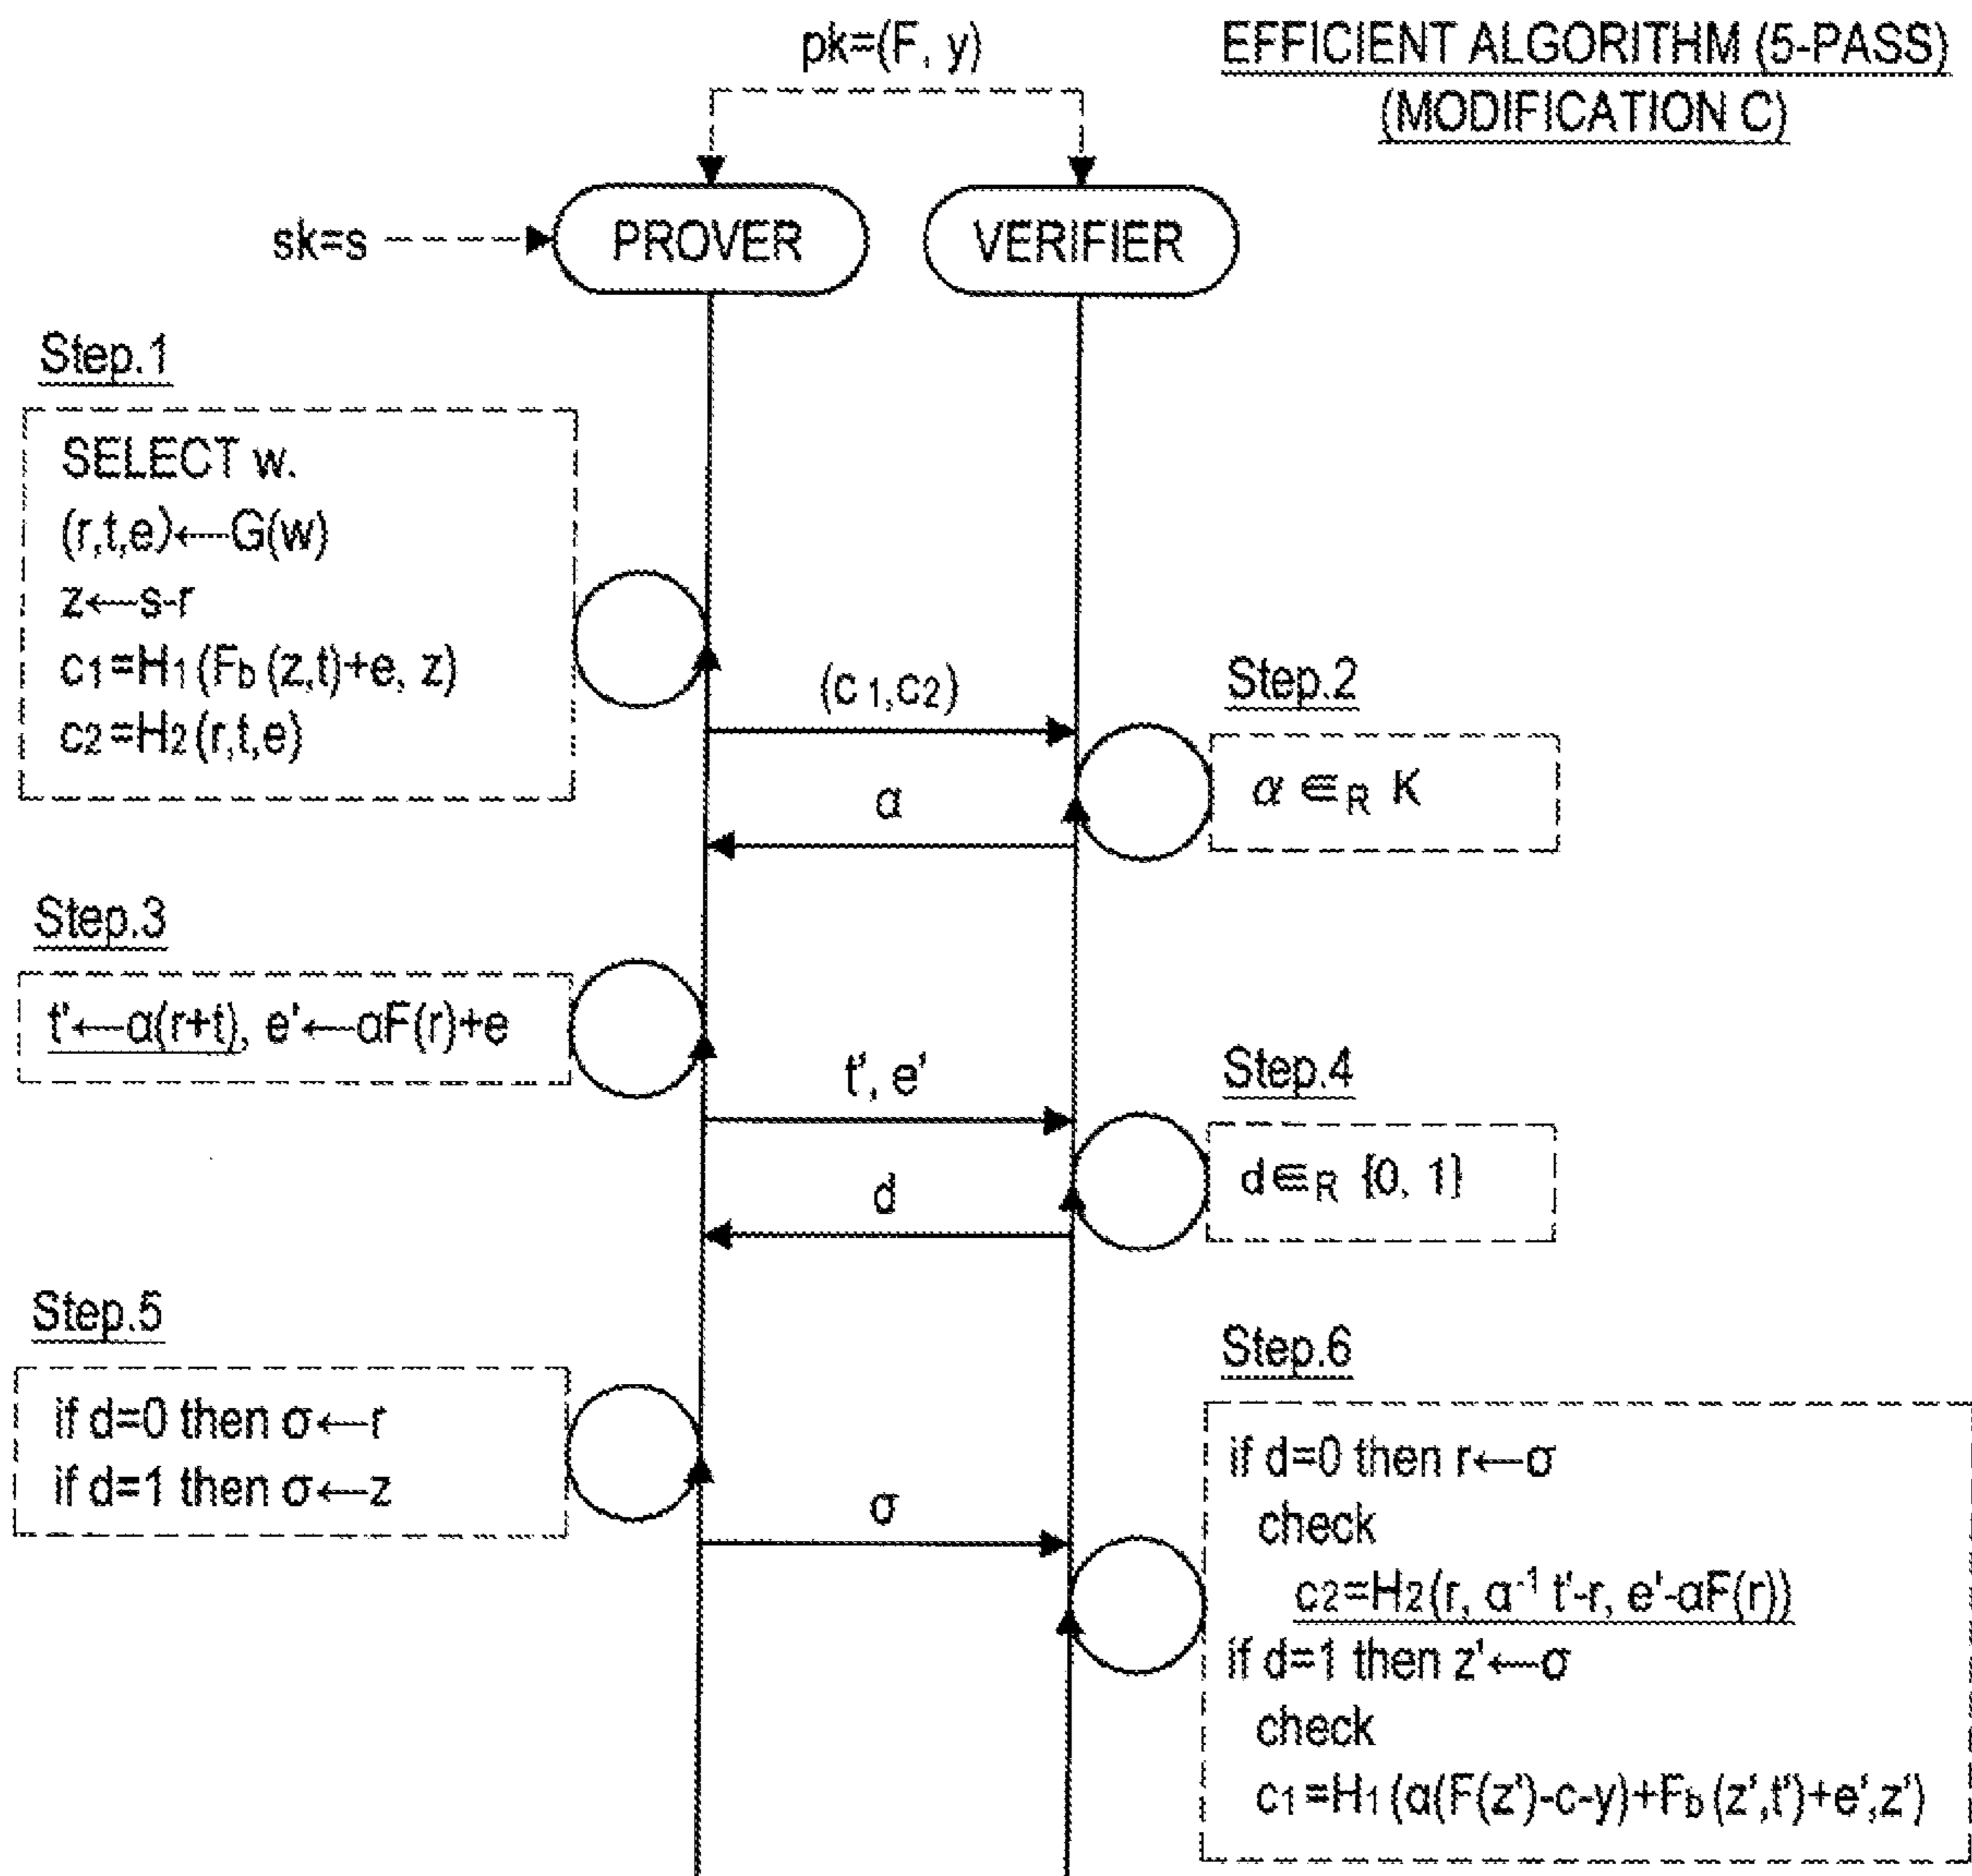 pk=(F, y)
EFFICIENT ALGORITHM (5-PASS)
(MODIFICATION C)
sk=s
PROVER
VERIFIER
Step.1
SELECT w.
(r,t,e)←G(w)
z←s-r
c1=H1(Fb(z,t)+e, z)
c2=H2(r,t,e)
(c1,c2)
Step.2
α ∈R K
α
Step.3
t'←α(r+t), e'←αF(r)+e
t', e'
Step.4
d∈R {0, 1}
d
Step.5
if d=0 then σ←r
if d=1 then σ←z
σ
Step.6
if d=0 then r←σ
check
c2=H2(r, α⁻¹ t'-r, e'-αF(r))
if d=1 then z'←σ
check
c1=H1(α(F(z')-c-y)+Fb(z',t')+e',z')